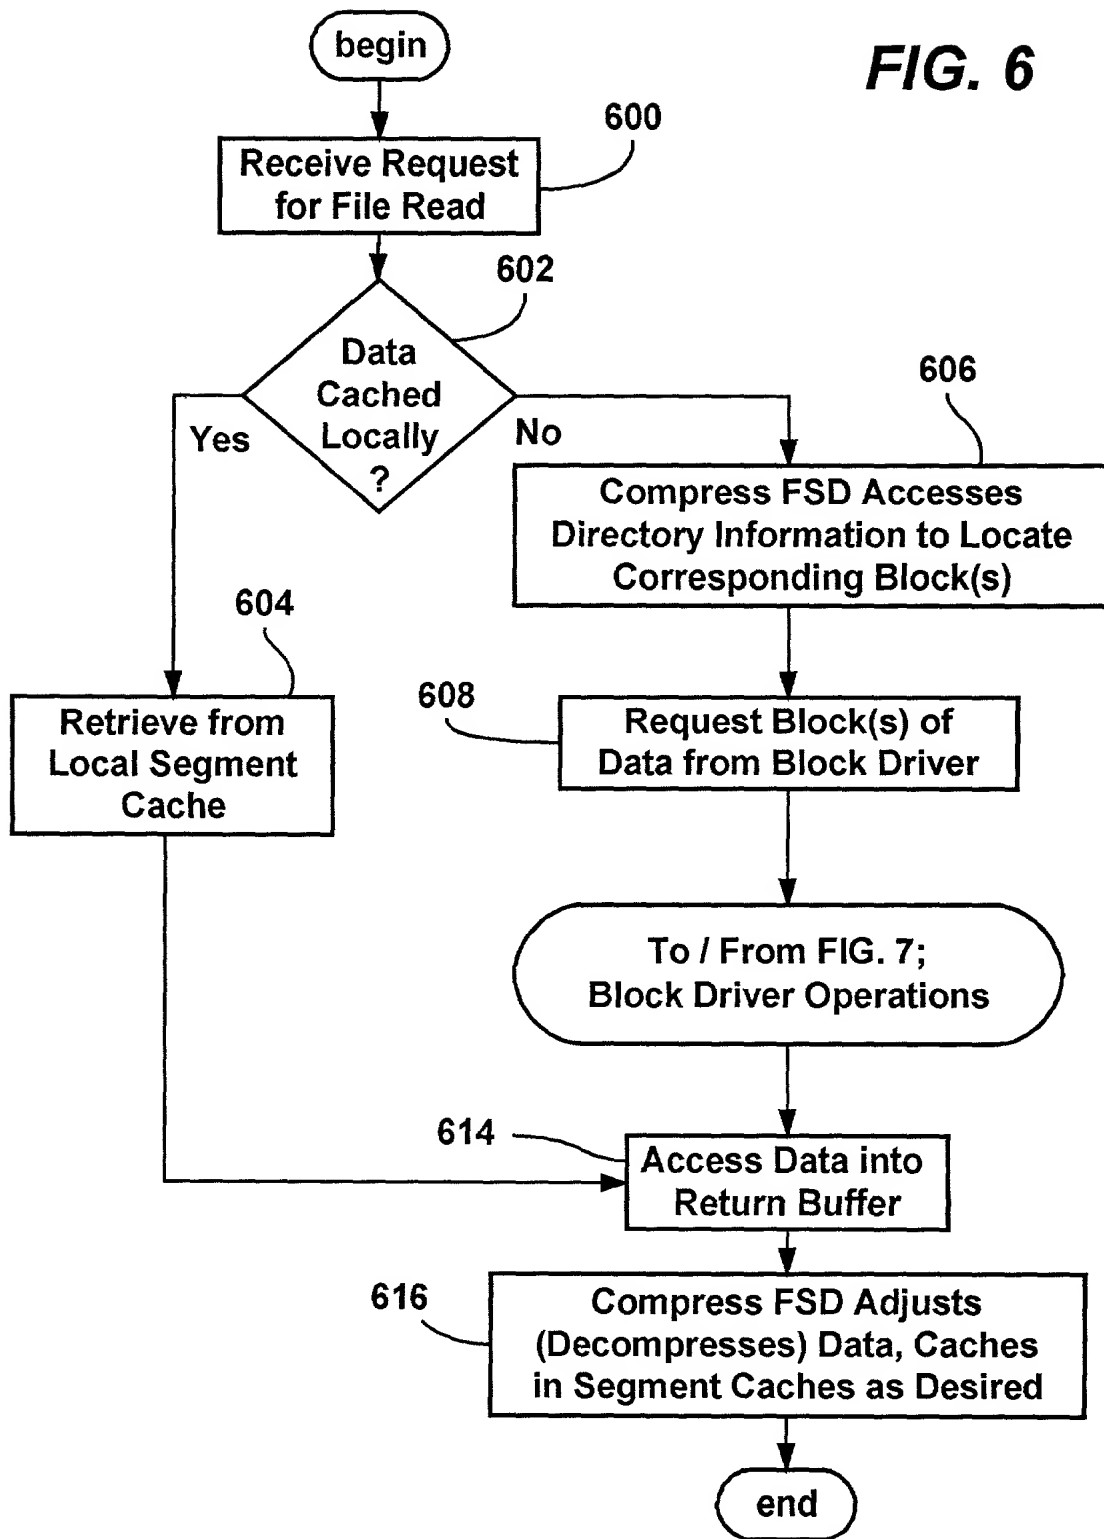 begin
FIG. 6
600
Receive Request
for File Read
602
Data
Cached
Locally
?
Yes
No
606
Compress FSD Accesses
Directory Information to Locate
Corresponding Block(s)
604
Retrieve from
Local Segment
Cache
608
Request Block(s) of
Data from Block Driver
To / From FIG. 7;
Block Driver Operations
614
Access Data into
Return Buffer
616
Compress FSD Adjusts
(Decompresses) Data, Caches
in Segment Caches as Desired
end